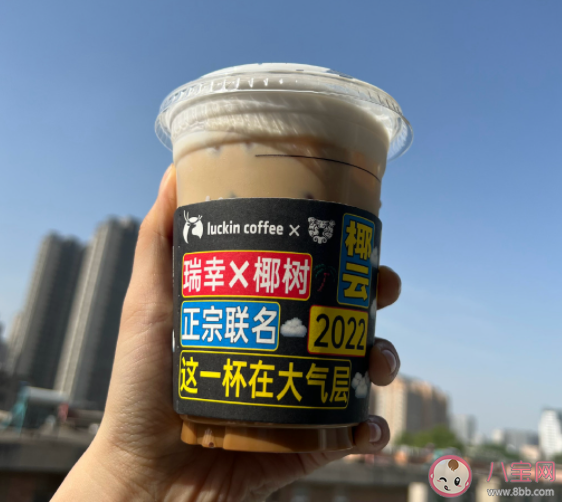 luckin coffee ×
椰云
瑞幸×椰树
正宗联名
2022
这一杯在大气层
八宝网
www.8bb.com